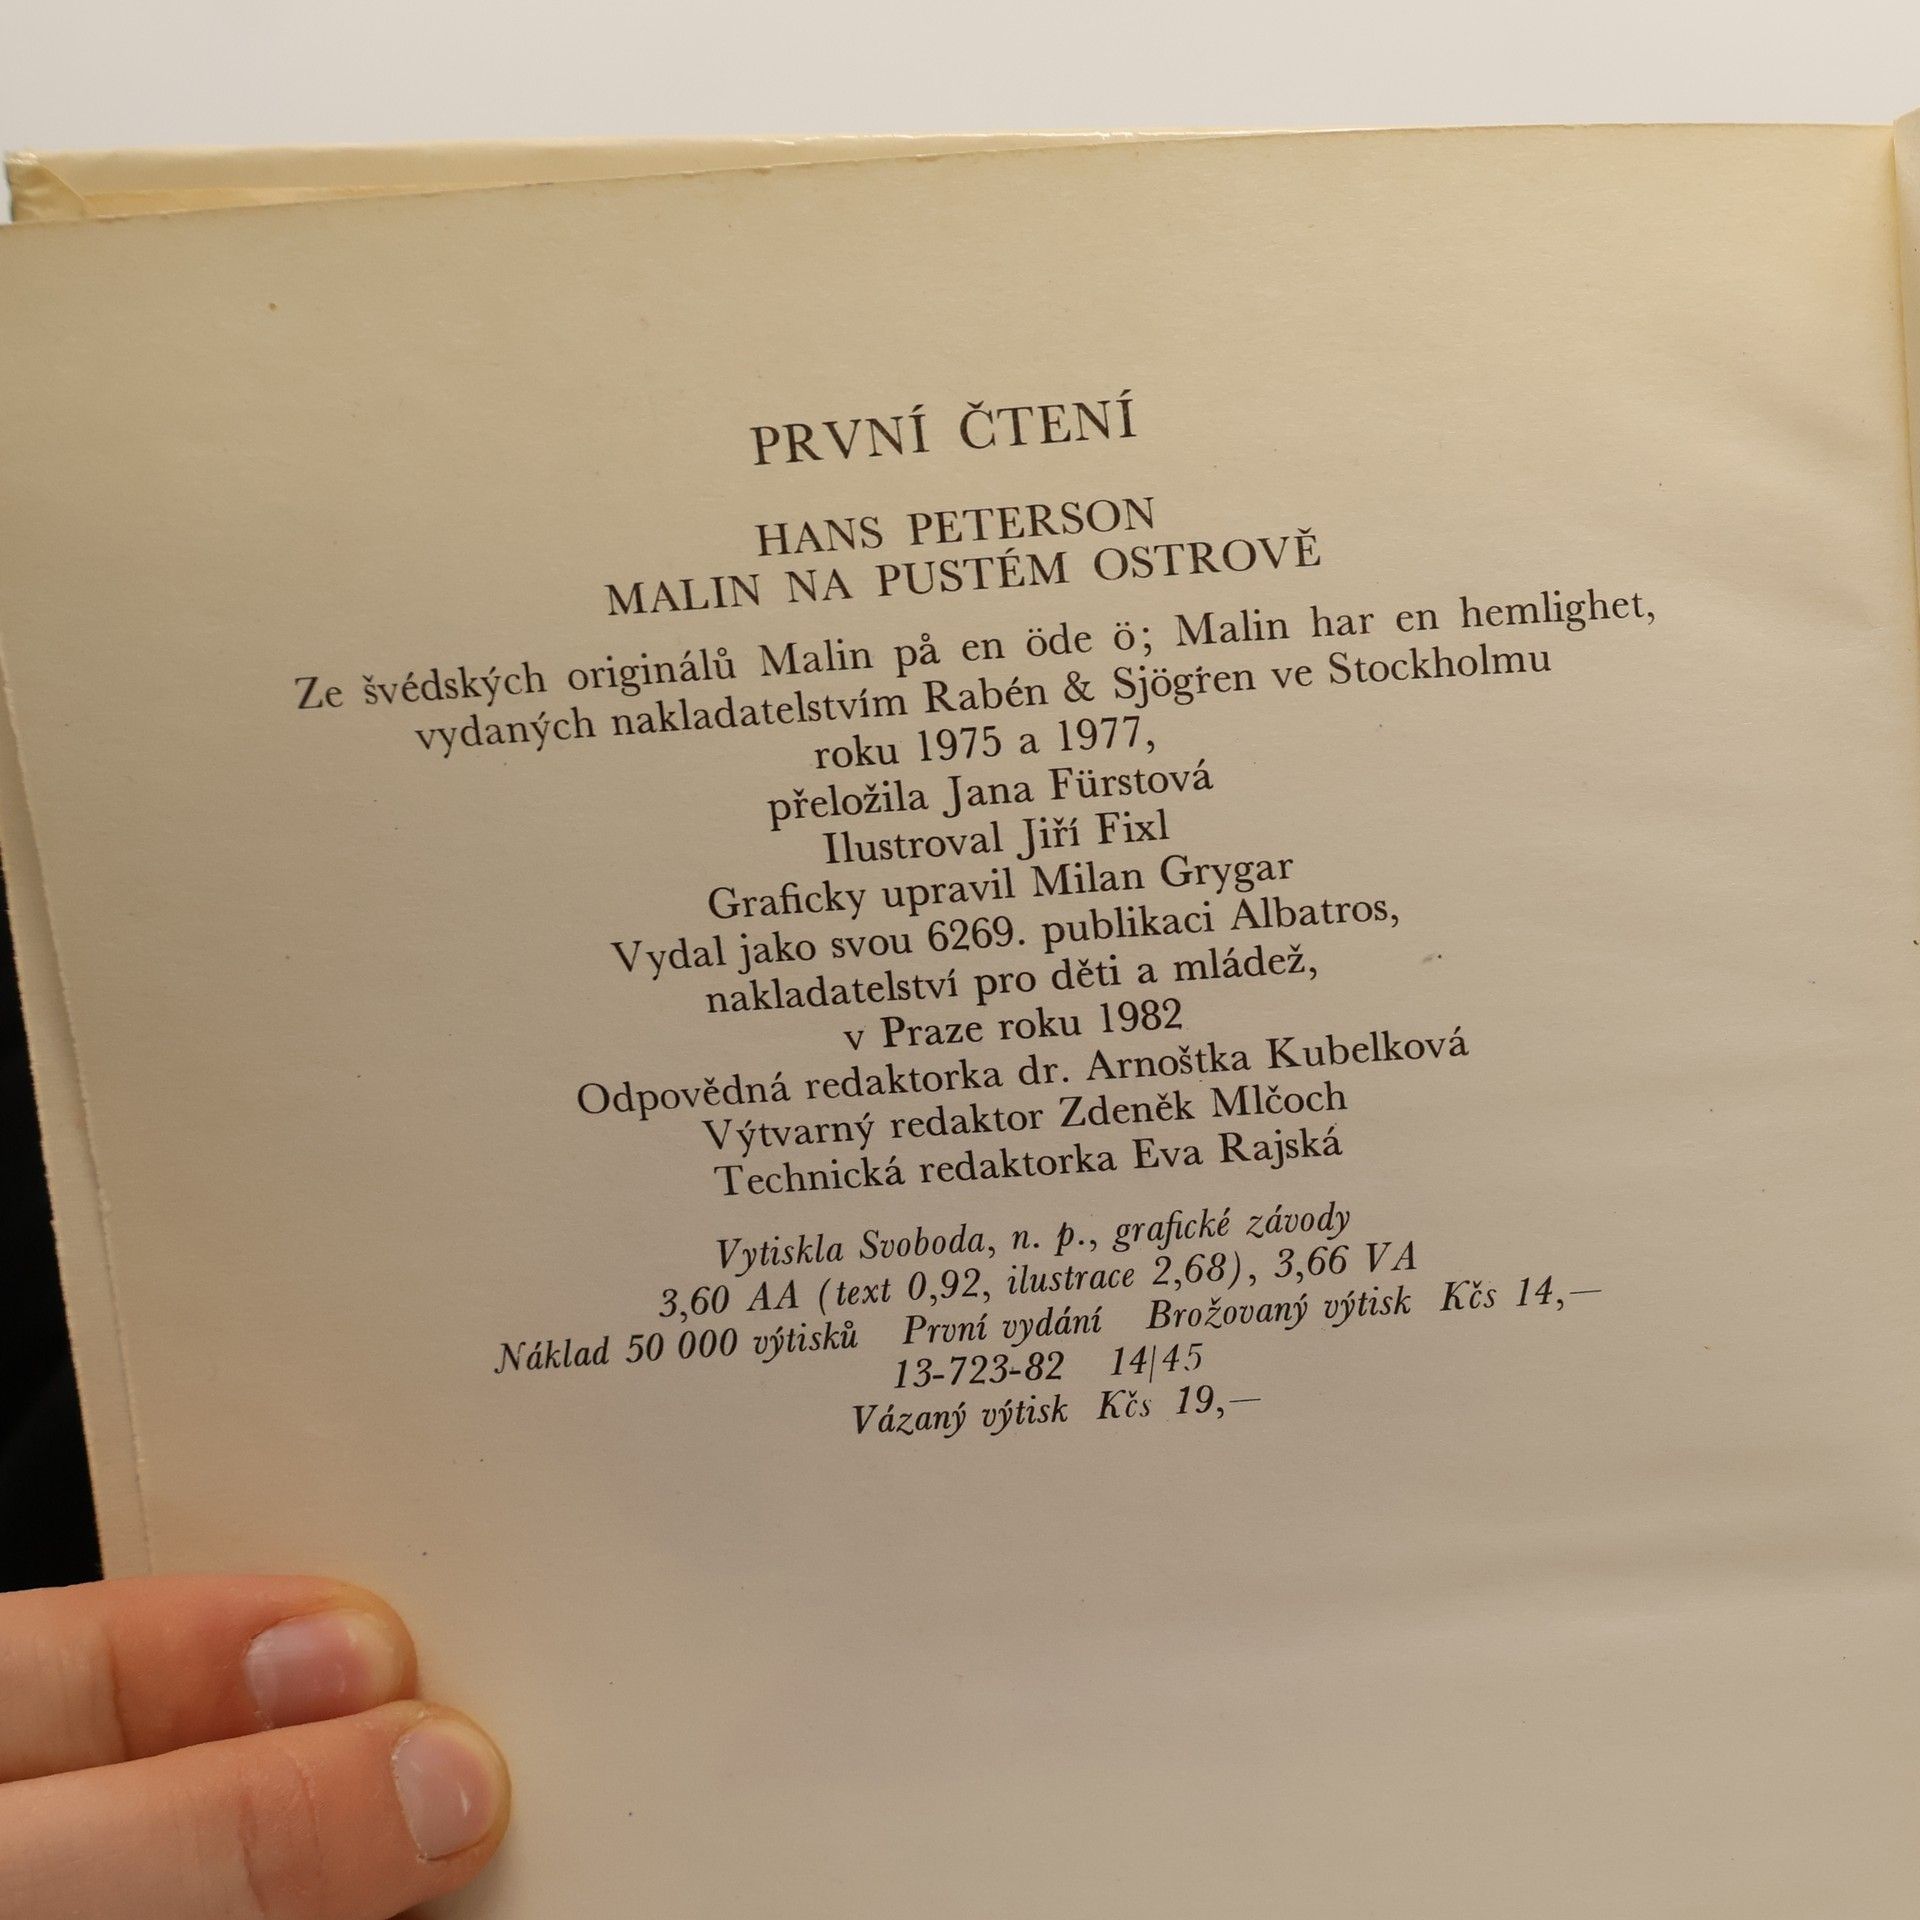 PRVNÍ ČTENÍ
HANS PETERSON
MALIN NA PUSTÉM OSTROVĚ
Ze švédských originálů Malin på en öde ö; Malin har en hemlighet,
vydaných nakladatelstvím Rabén & Sjögren ve Stockholmu
roku 1975 a 1977,
přeložila Jana Fürstová
Ilustroval Jiří Fixl
Graficky upravil Milan Grygar
Vydal jako svou 6269. publikaci Albatros,
nakladatelství pro děti a mládež,
v Praze roku 1982
Odpovědná redaktorka dr. Arnoštka Kubelková
Výtvarný redaktor Zdeněk Mlčoch
Technická redaktorka Eva Rajská
Vytiskla Svoboda, n. p., grafické závody
3,60 AA (text 0,92, ilustrace 2,68), 3,66 VA
Náklad 50 000 výtisků První vydání Brožovaný výtisk Kčs 14,—
13-723-82 14|45
Vázaný výtisk Kčs 19,—